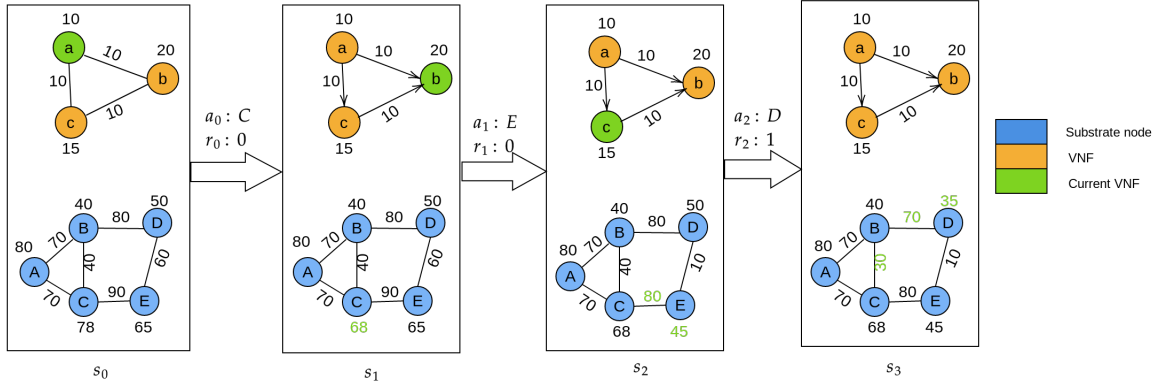 10
a
10
20
b
10
10
c
15
40
50
B
80
D
80
70
40
60
A
70
C
90
E
78
65
s0
a0 : C
r0 : 0
10
a
10
20
b
10
10
c
15
40
50
B
80
D
80
70
40
60
A
70
C
90
E
68
65
s1
a1 : E
r1 : 0
10
a
10
20
b
10
10
c
15
40
50
B
80
D
80
70
40
10
A
70
C
80
E
68
45
s2
a2 : D
r2 : 1
10
a
10
20
b
10
10
c
15
40
35
B
70
D
80
70
30
10
A
70
C
80
E
68
45
s3
Substrate node
VNF
Current VNF